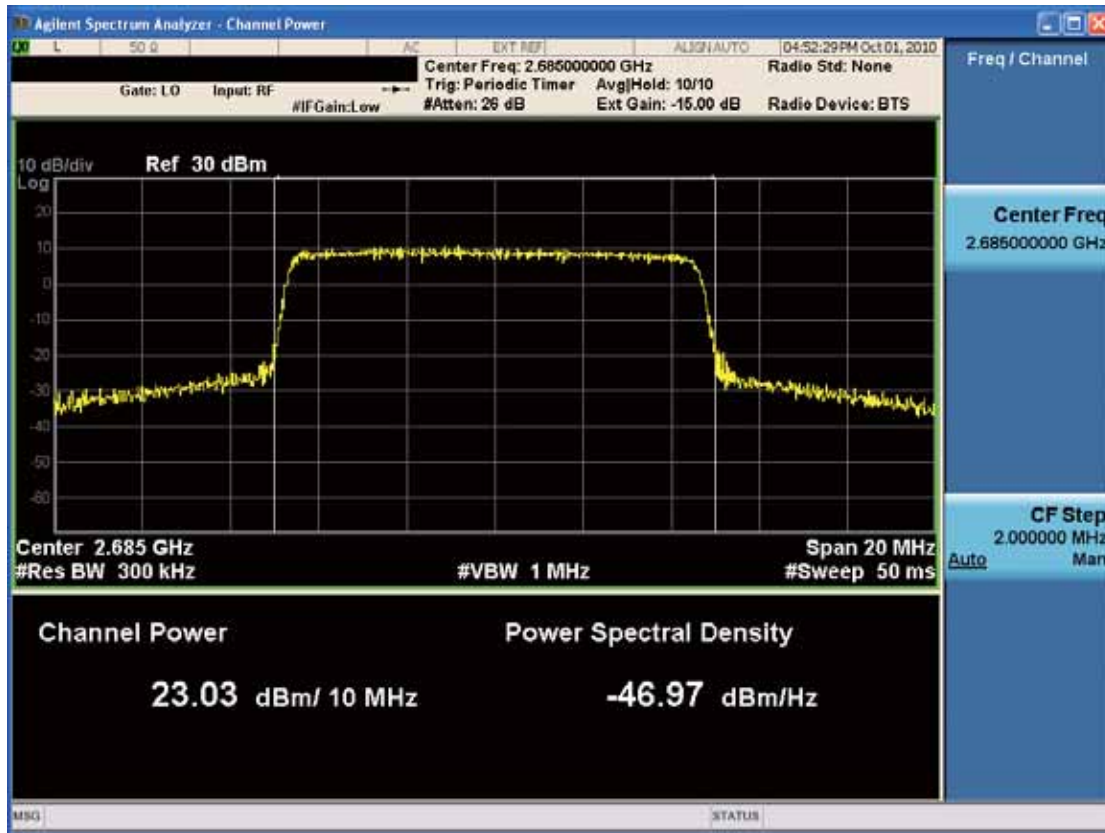 Agilent Spectrum Analyzer - Channel Power
L 50 Ω AC EXT REF ALIGN AUTO 04:52:29 PM Oct 01, 2010
Center Freq: 2.685000000 GHz Radio Std: None
Gate: LO Input: RF Trig: Periodic Timer Avg|Hold: 10/10
#IFGain:Low #Atten: 26 dB Ext Gain: -15.00 dB Radio Device: BTS
10 dB/div Ref 30 dBm
Log
20
10
0
-10
-20
-30
-40
-50
-60
Center 2.685 GHz Span 20 MHz
#Res BW 300 kHz #VBW 1 MHz #Sweep 50 ms
Channel Power Power Spectral Density
23.03 dBm/ 10 MHz -46.97 dBm/Hz
MSG STATUS
Freq / Channel
Center Freq
2.685000000 GHz
CF Step
2.000000 MHz
Auto Man